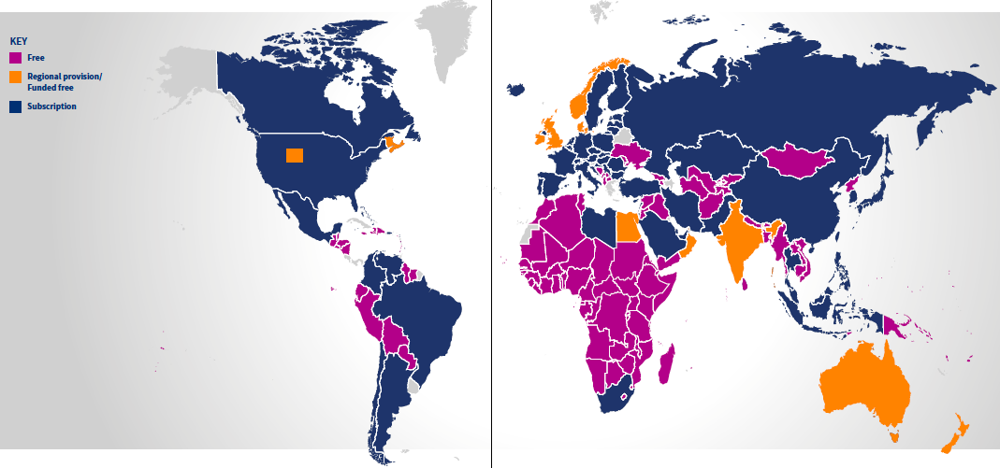 KEY
Free
Regional provision/
Funded free
Subscription